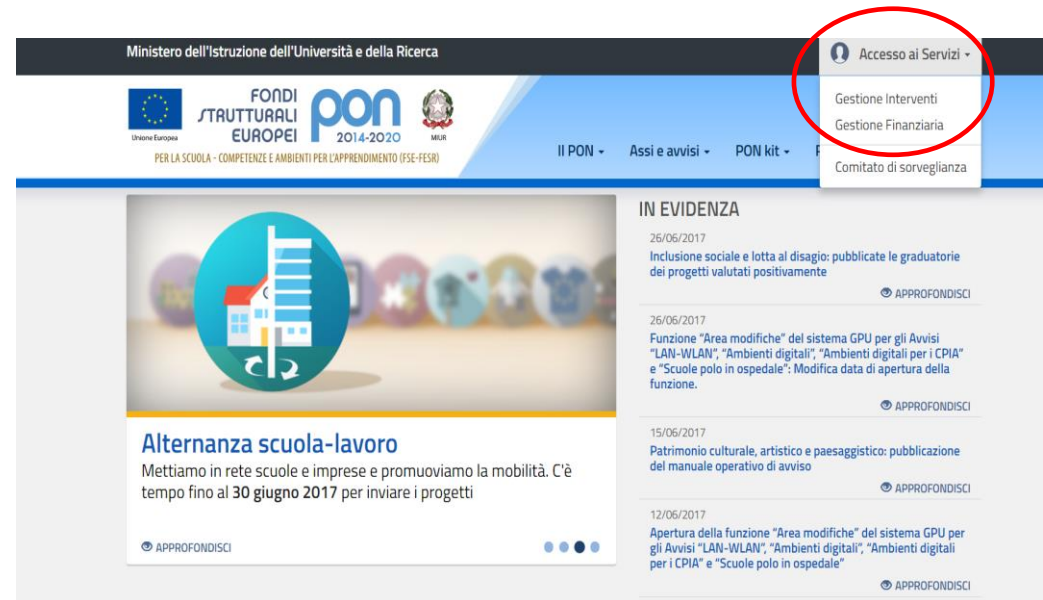 Ministero dell'Istruzione dell'Università e della Ricerca
Accesso ai Servizi
Gestione Interventi
Gestione Finanziaria
Comitato di sorveglianza
Unione Europea
FONDI
STRUTTURALI
EUROPEI
pon
2014-2020
MIUR
PER LA SCUOLA - COMPETENZE E AMBIENTI PER L'APPRENDIMENTO (FSE-FESR)
Il PON
Assi e avvisi
PON kit
Alternanza scuola-lavoro
Mettiamo in rete scuole e imprese e promuoviamo la mobilità. C'è
tempo fino al 30 giugno 2017 per inviare i progetti
APPROFONDISCI
IN EVIDENZA
26/06/2017
Inclusione sociale e lotta al disagio: pubblicate le graduatorie
dei progetti valutati positivamente
APPROFONDISCI
26/06/2017
Funzione "Area modifiche" del sistema GPU per gli Avvisi
"LAN-WLAN", "Ambienti digitali", "Ambienti digitali per i CPIA"
e "Scuole polo in ospedale": Modifica data di apertura della
funzione.
APPROFONDISCI
15/06/2017
Patrimonio culturale, artistico e paesaggistico: pubblicazione
del manuale operativo di avviso
APPROFONDISCI
12/06/2017
Apertura della funzione "Area modifiche" del sistema GPU per
gli Avvisi "LAN-WLAN", "Ambienti digitali", "Ambienti digitali
per i CPIA" e "Scuole polo in ospedale"
APPROFONDISCI